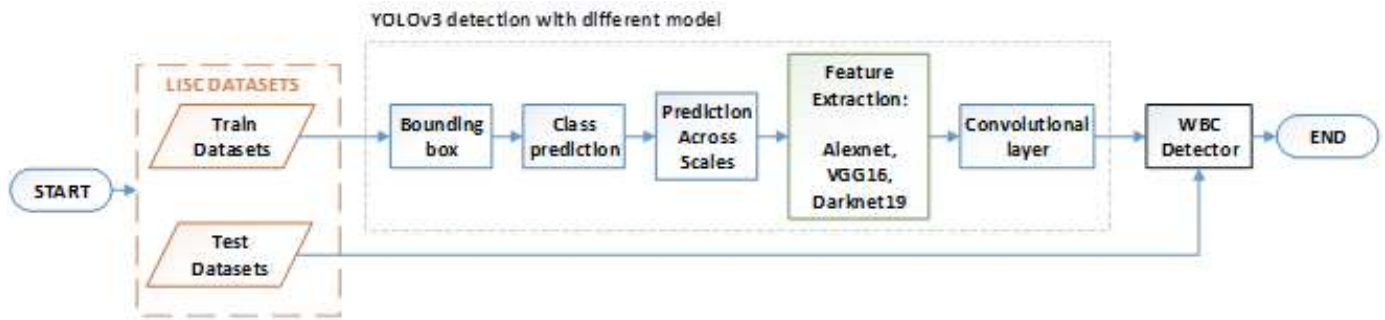 YOLOv3 detection with different model
LISC DATASETS
Train
Datasets
Bounding
box
Class
prediction
Prediction
Across
Scales
Feature
Extraction:
Alexnet,
VGG16,
Darknet19
Convolutional
layer
WBC
Detector
END
START
Test
Datasets